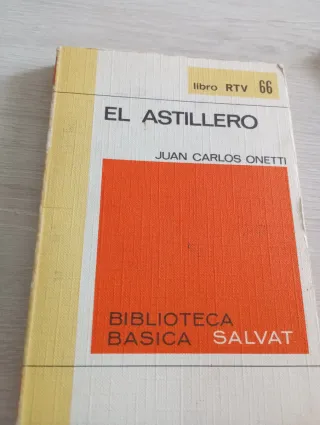 libro RTV 66
EL ASTILLERO
JUAN CARLOS ONETTI
BIBLIOTECA
BASICA SALVAT